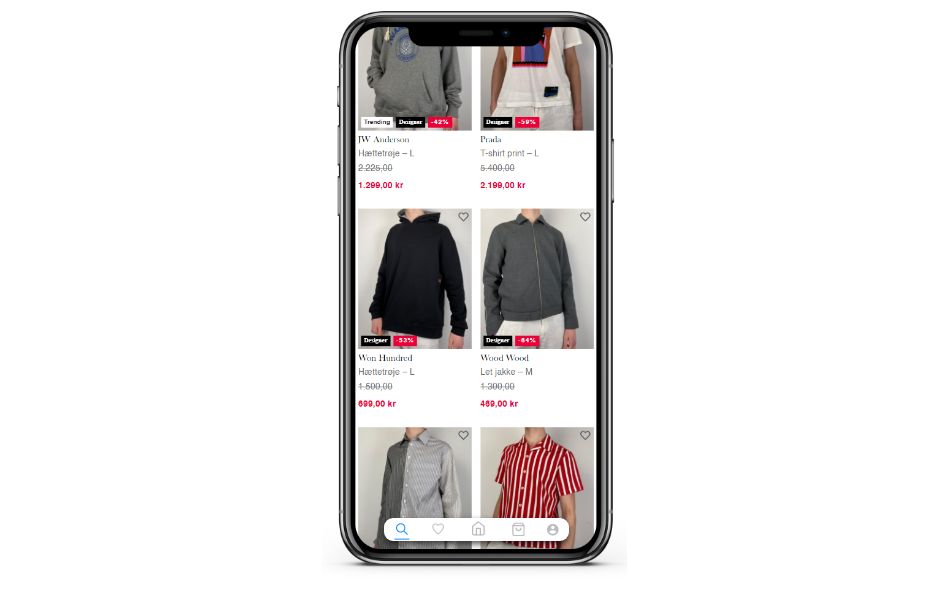 Trending Designer -42%
JW Anderson
Hættetrøje – L
2.225,00
1.299,00 kr
Designer -59%
Prada
T-shirt print – L
5.400,00
2.199,00 kr
Designer -53%
Won Hundred
Hættetrøje – L
1.500,00
699,00 kr
Designer -64%
Wood Wood
Let jakke – M
1.300,00
469,00 kr